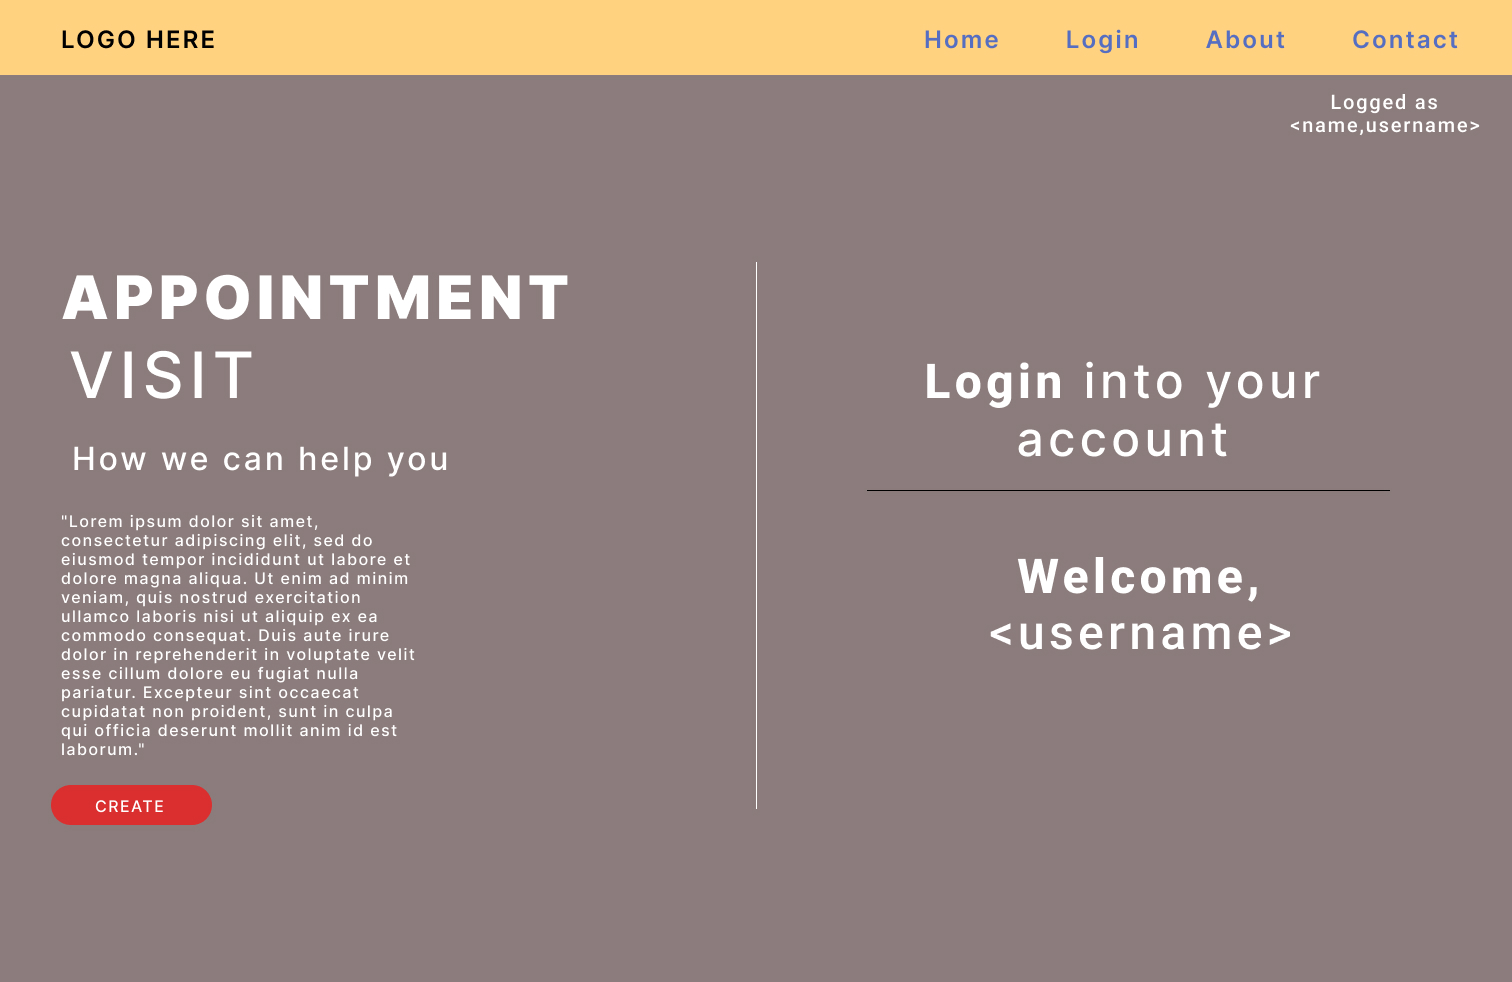 LOGO HERE
Home Login About Contact
Logged as
<name,username>
APPOINTMENT
VISIT
How we can help you
"Lorem ipsum dolor sit amet,
consectetur adipiscing elit, sed do
eiusmod tempor incididunt ut labore et
dolore magna aliqua. Ut enim ad minim
veniam, quis nostrud exercitation
ullamco laboris nisi ut aliquip ex ea
commodo consequat. Duis aute irure
dolor in reprehenderit in voluptate velit
esse cillum dolore eu fugiat nulla
pariatur. Excepteur sint occaecat
cupidatat non proident, sunt in culpa
qui officia deserunt mollit anim id est
laborum."
CREATE
Login into your
account
Welcome,
<username>